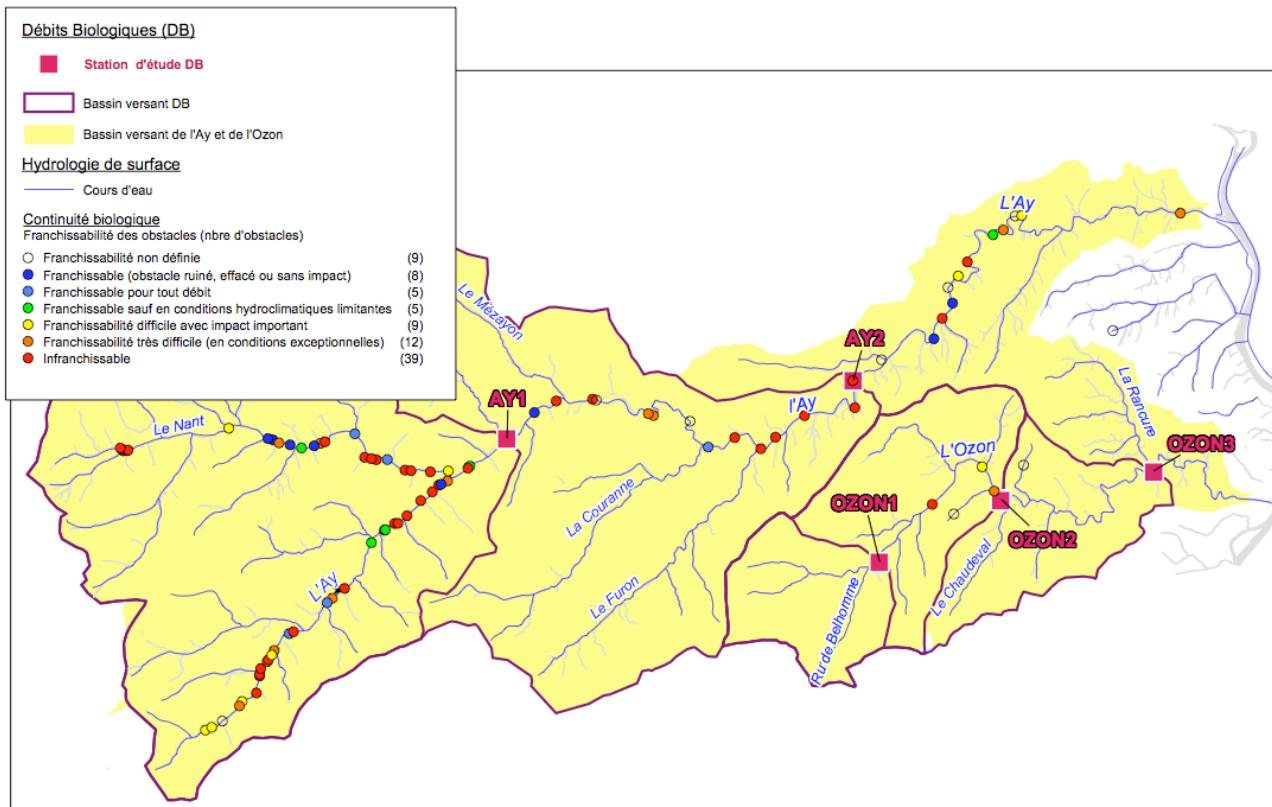 Débits Biologiques (DB)
Station d'étude DB
Bassin versant DB
Bassin versant de l'Ay et de l'Ozon
Hydrologie de surface
Cours d'eau
Continuité biologique
Franchissabilité des obstacles (nbre d'obstacles)
Franchissabilité non définie (9)
Franchissable (obstacle ruiné, effacé ou sans impact) (8)
Franchissable pour tout débit (5)
Franchissable sauf en conditions hydroclimatiques limitantes (5)
Franchissabilité difficile avec impact important (9)
Franchissabilité très difficile (en conditions exceptionnelles) (12)
Infranchissable (39)
L'Ay
Le Mézayon
AY2
La Rancure
AY1
l'Ay
Le Nant
L'Ozon
OZON3
La Couranne
OZON1
OZON2
L'Ay
Le Furon
Le Chaudeval
Ru de Belhomme